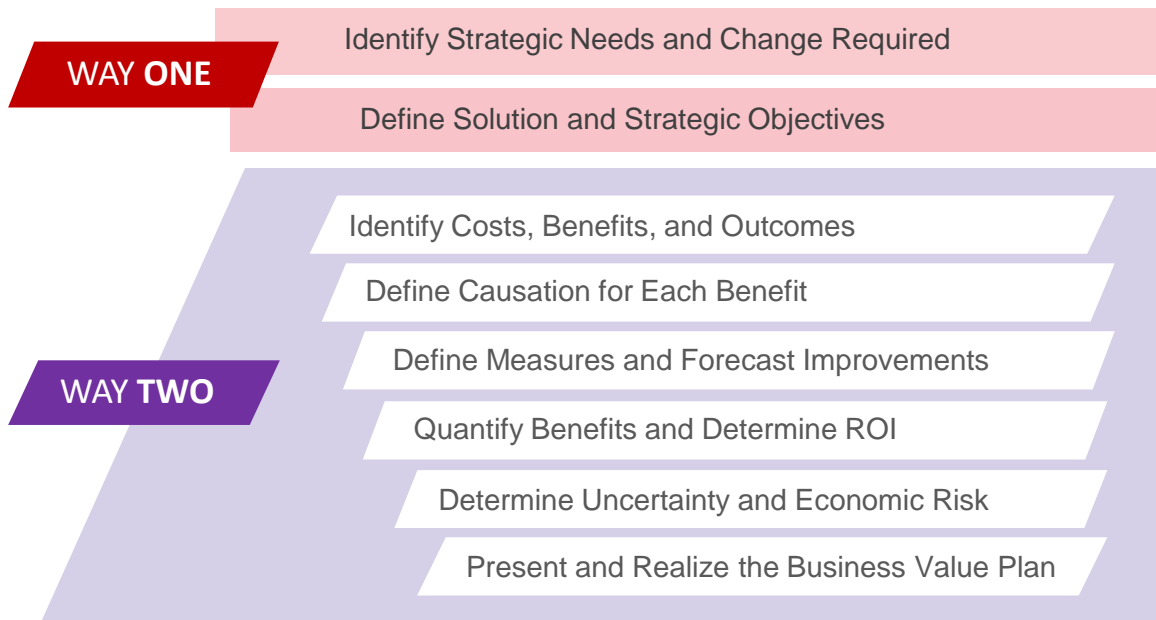 WAY ONE
Identify Strategic Needs and Change Required
Define Solution and Strategic Objectives
WAY TWO
Identify Costs, Benefits, and Outcomes
Define Causation for Each Benefit
Define Measures and Forecast Improvements
Quantify Benefits and Determine ROI
Determine Uncertainty and Economic Risk
Present and Realize the Business Value Plan